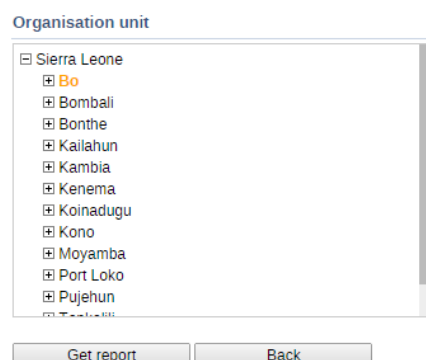 Organisation unit
Sierra Leone
Bo
Bombali
Bonthe
Kailahun
Kambia
Kenema
Koinadugu
Kono
Moyamba
Port Loko
Pujehun
Get report
Back